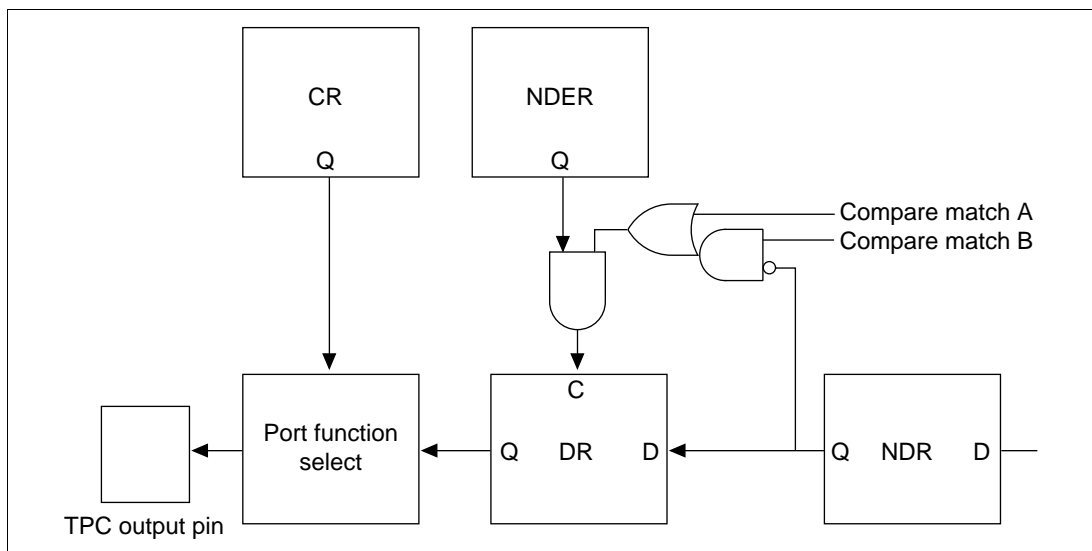 CR
NDER
Q
Q
Compare match A
Compare match B
C
Port function
select
Q
DR
D
Q
NDR
D
TPC output pin